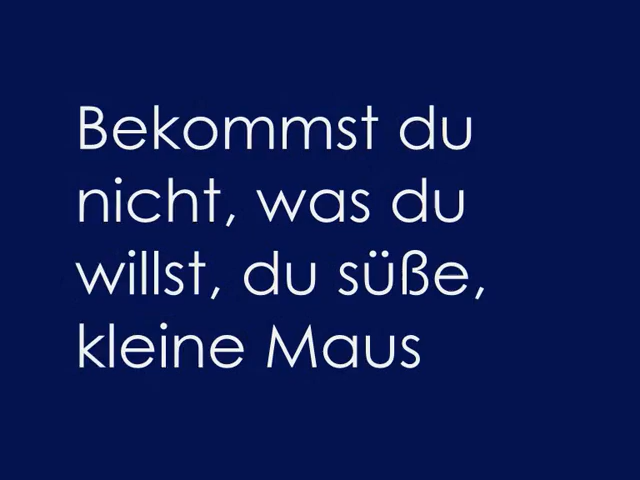 Bekommst du
nicht, was du
willst, du süße,
kleine Maus